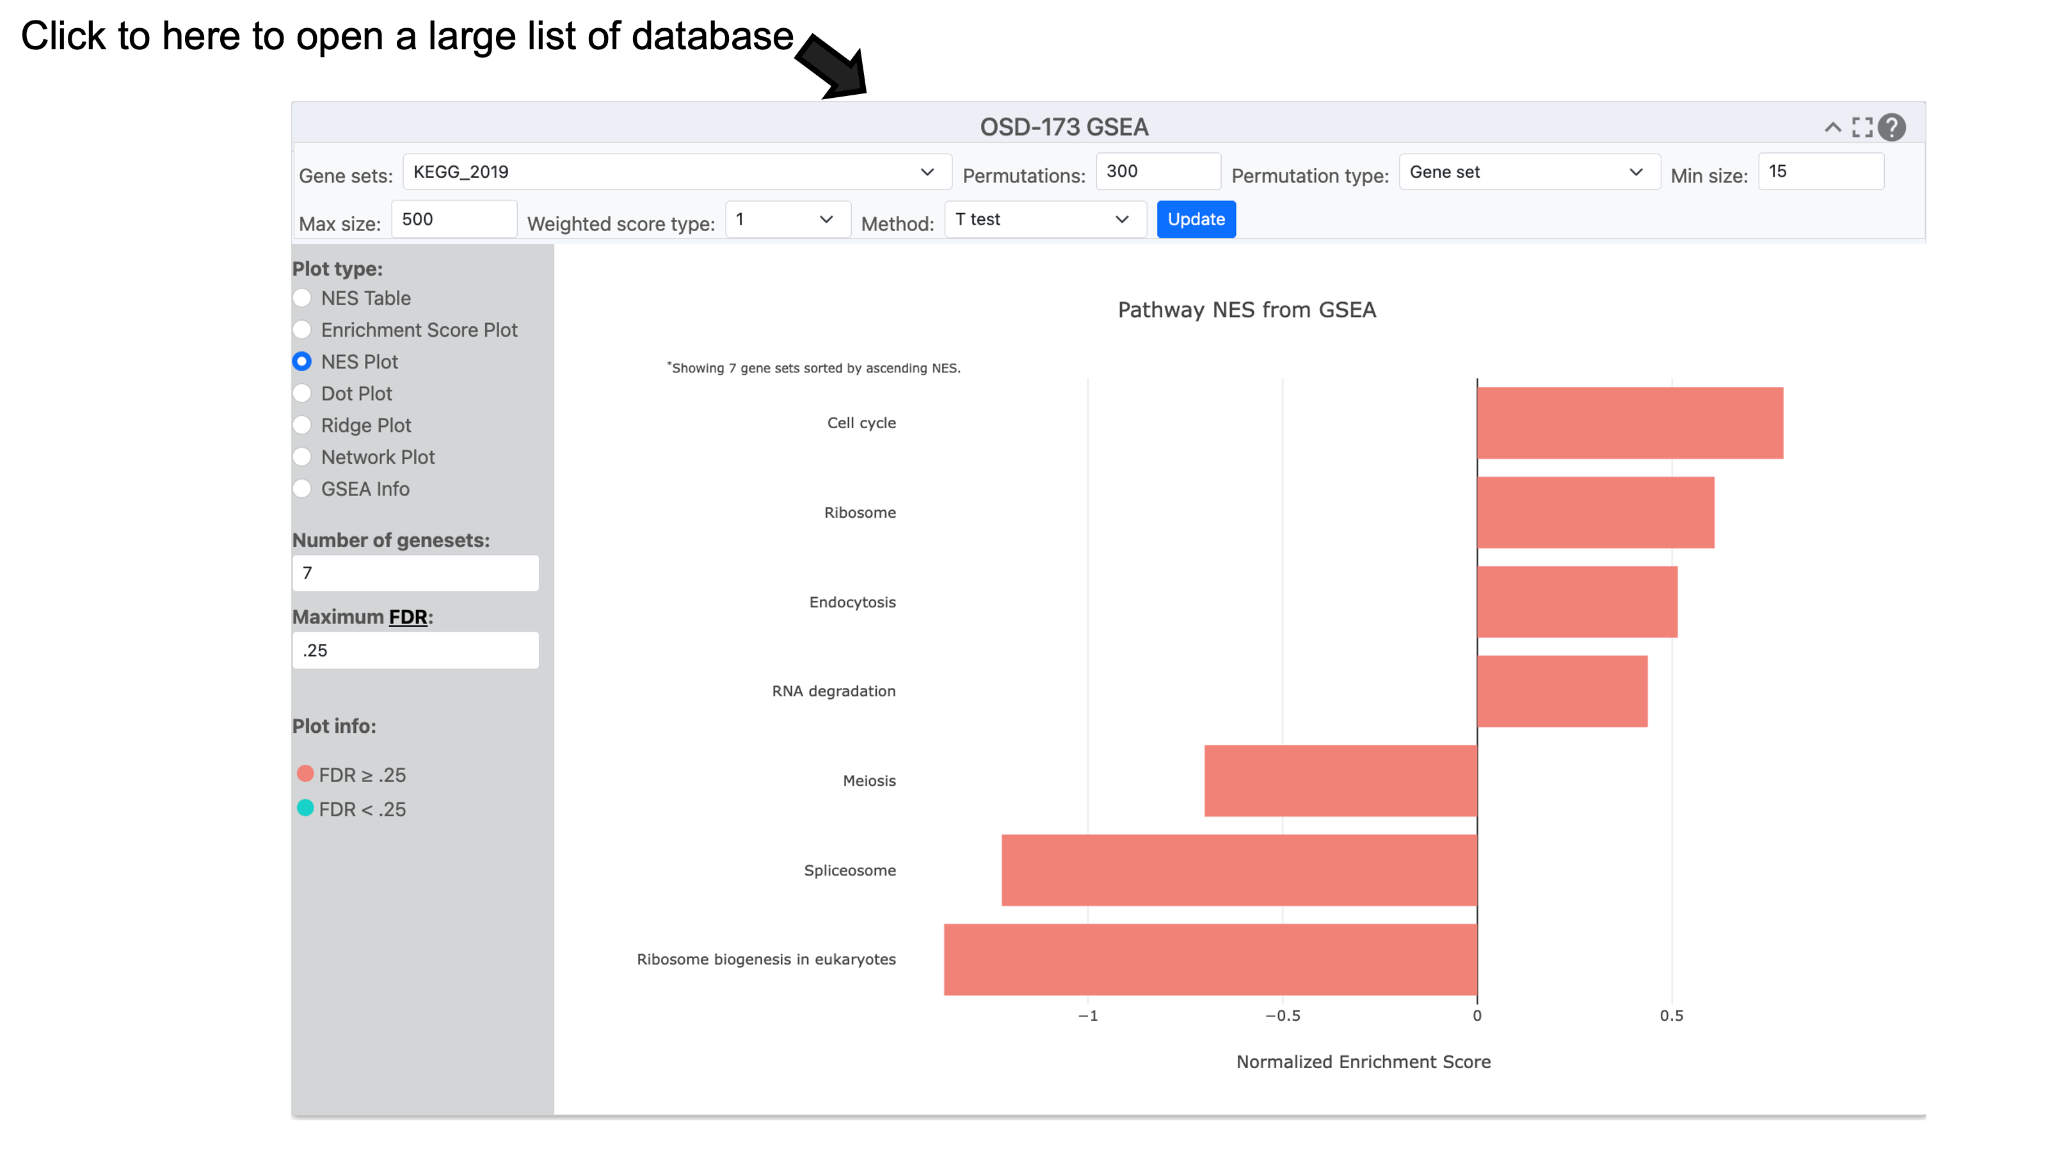 Click to here to open a large list of database
OSD-173 GSEA
?
Gene sets: KEGG_2019 Permutations: 300 Permutation type: Gene set Min size: 15
Max size: 500 Weighted score type: 1 Method: T test Update
Plot type:
NES Table
Enrichment Score Plot
NES Plot
Dot Plot
Ridge Plot
Network Plot
GSEA Info
Number of genesets:
7
Maximum FDR:
.25
Plot info:
FDR ≥ .25
FDR < .25
Pathway NES from GSEA
*Showing 7 gene sets sorted by ascending NES.
Cell cycle
Ribosome
Endocytosis
RNA degradation
Meiosis
Spliceosome
Ribosome biogenesis in eukaryotes
−1 −0.5 0 0.5
Normalized Enrichment Score